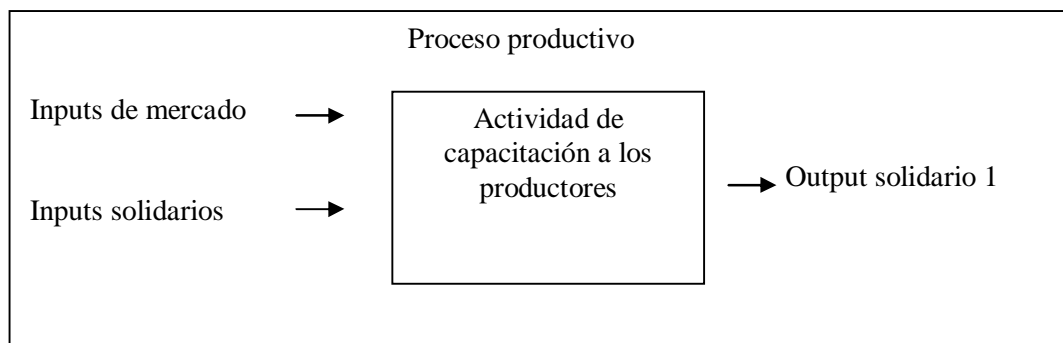 Proceso productivo
Inputs de mercado
Actividad de
capacitación a los
productores
Output solidario 1
Inputs solidarios